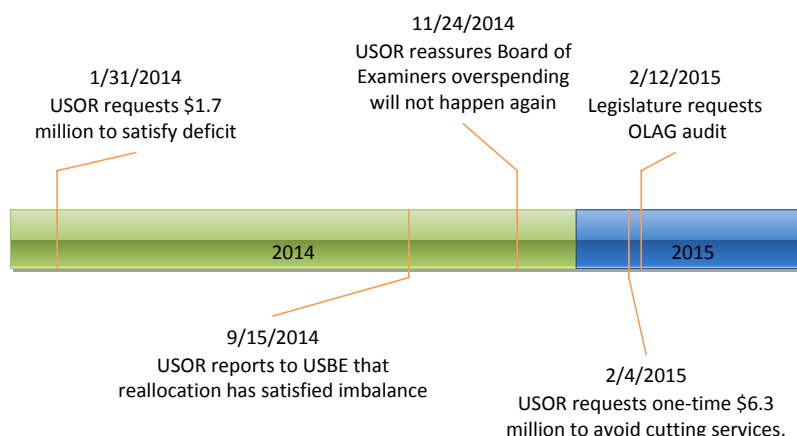 11/24/2014
USOR reassures Board of
Examiners overspending
will not happen again
1/31/2014
USOR requests $1.7
million to satisfy deficit
2/12/2015
Legislature requests
OLAG audit
2014
2015
9/15/2014
USOR reports to USBE that
reallocation has satisfied imbalance
2/4/2015
USOR requests one-time $6.3
million to avoid cutting services.